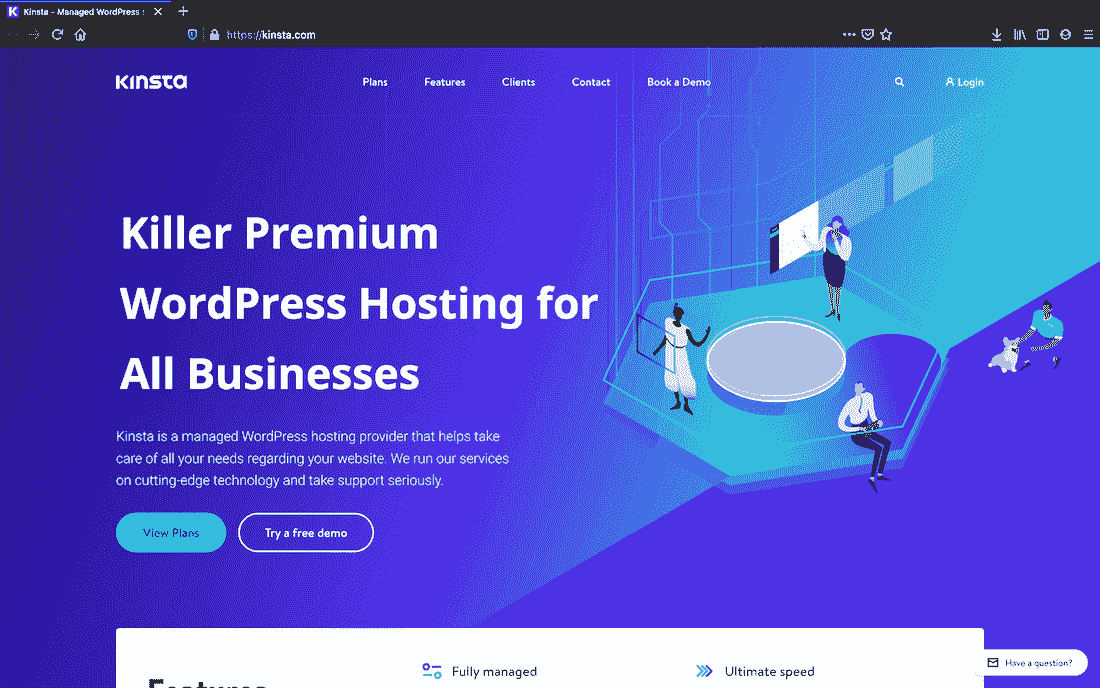 Kinsta - Managed WordPress
https://kinsta.com
KINSTA
Plans Features Clients Contact Book a Demo Login
Killer Premium
WordPress Hosting for
All Businesses
Kinsta is a managed WordPress hosting provider that helps take
care of all your needs regarding your website. We run our services
on cutting-edge technology and take support seriously.
View Plans Try a free demo
Features Fully managed Ultimate speed
Have a question?